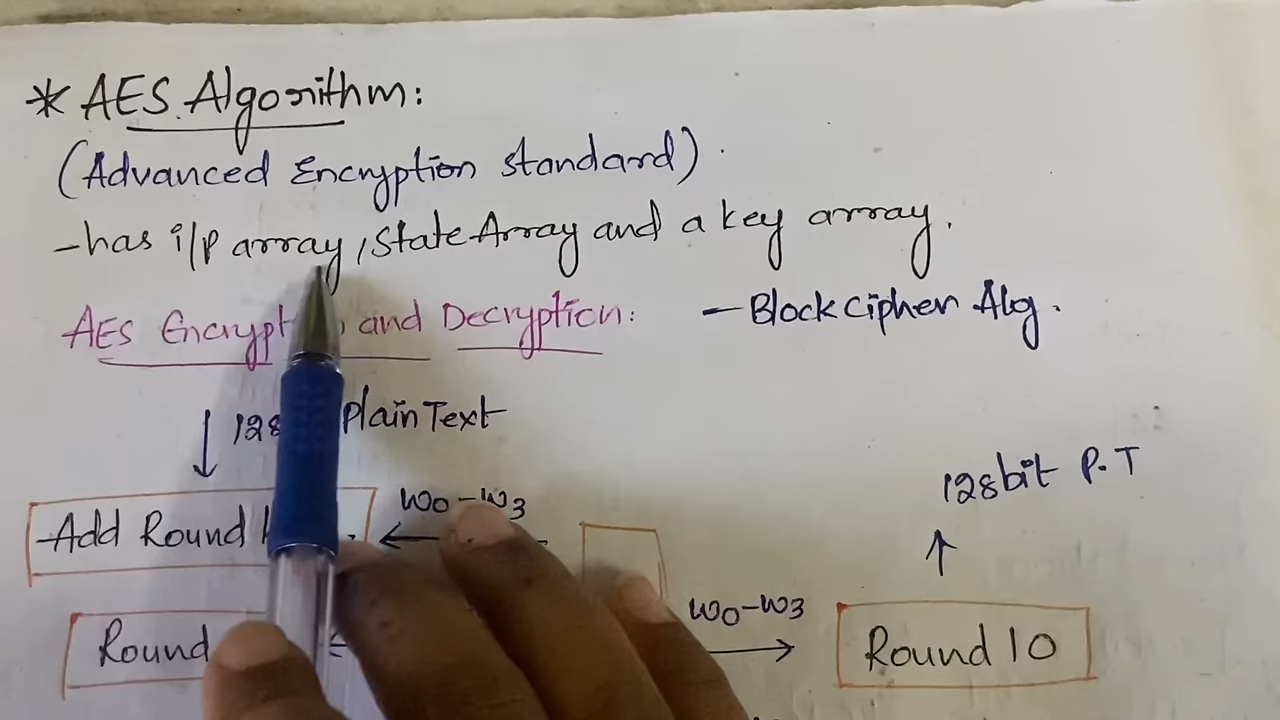 * AES Algorithm:
(Advanced Encryption Standard).
- has i/p array, State Array and a key array.
AES and Decryption:
- Block Cipher Alg.
↓ Plain Text
128bit P.T
Add Round
w0-w3
Round
w0-w3
Round 10